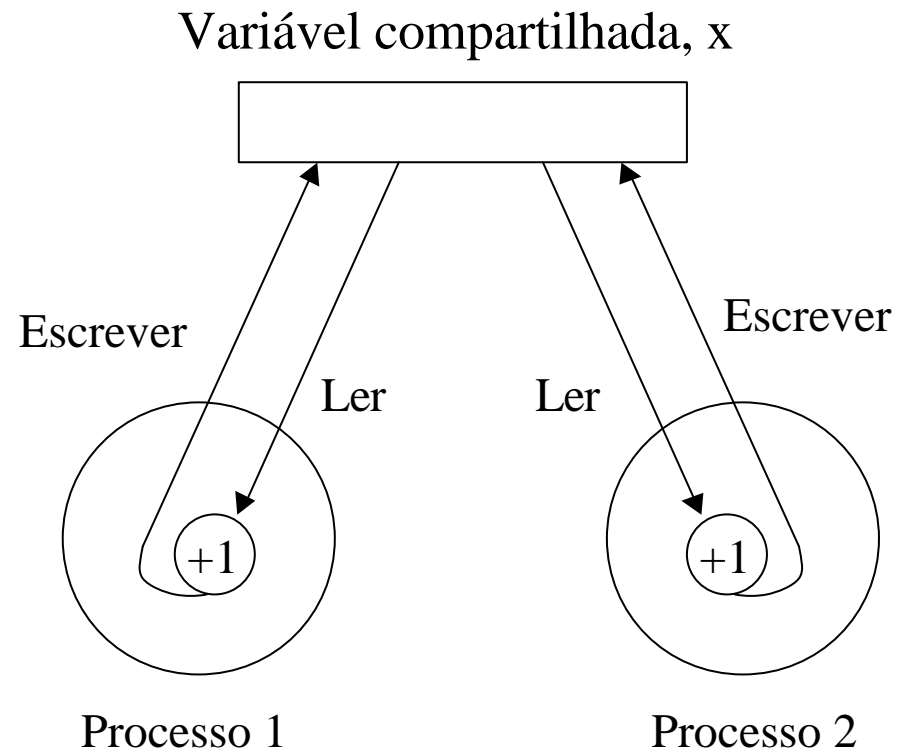 Variável compartilhada, x
Escrever
Escrever
Ler
Ler
+1
+1
Processo 1
Processo 2